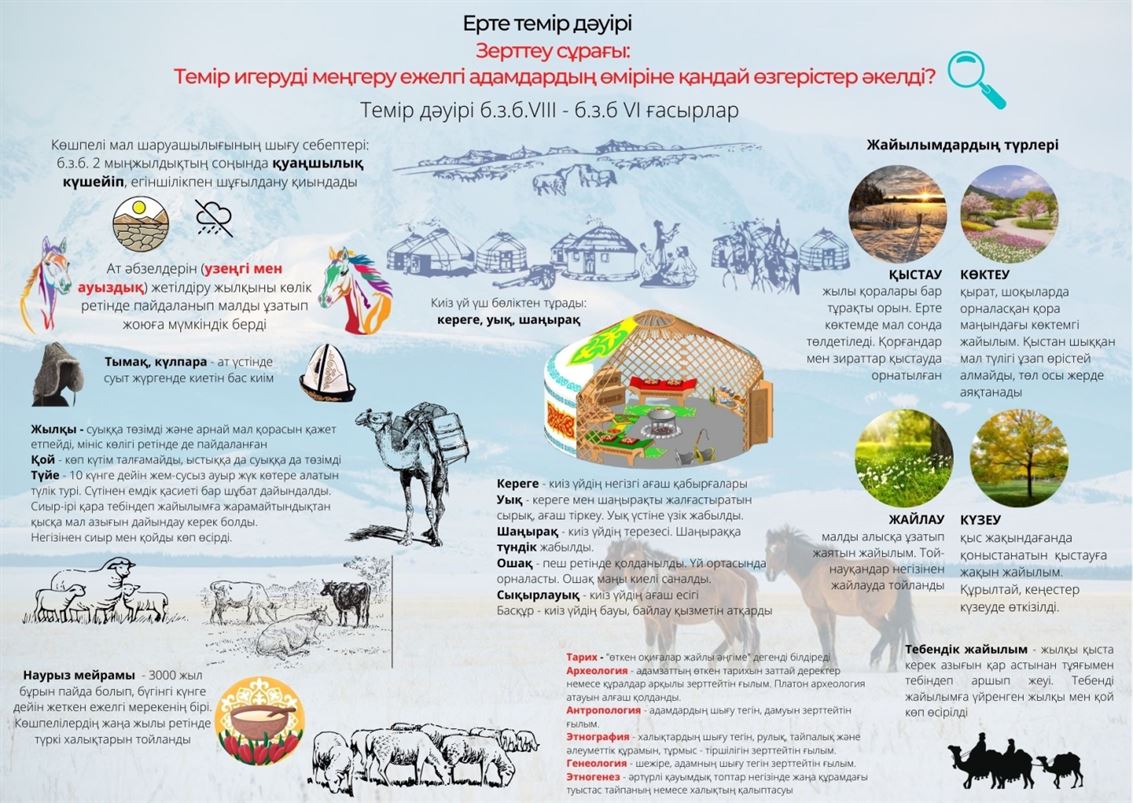 Ерте темір дәуірі
Зерттеу сұрағы:
Темір игеруді меңгеру ежелгі адамдардың өміріне қандай өзгерістер әкелді?
Темір дәуірі б.з.б.VIII - б.з.б VI ғасырлар
Көшпелі мал шаруашылығының шығу себептері:
б.з.б. 2 мыңжылдықтың соңында қуаңшылық
күшейіп, егіншілікпен шұғылдану қиындады
Ат әбзелдерін (узеңгі мен
ауыздық) жетілдіру жылқыны көлік
ретінде пайдаланып малды ұзатып
жоюға мүмкіндік берді
Тымақ, күлпара - ат үстінде
суыт жүргенде киетін бас киім
Жылқы - суыққа төзімді және арнай мал қорасын қажет
етпейді, мініс көлігі ретінде де пайдаланған
Қой - көп күтім талғамайды, ыстыққа да суыққа да төзімді
Түйе - 10 күнге дейін жем-сусыз ауыр жүк көтере алатын
түлік турі. Сүтінен емдік қасиеті бар шұбат дайындалды.
Сиыр-ірі қара тебіндеп жайылымға жарамайтындықтан
қысқа мал азығын дайындау керек болды.
Негізінен сиыр мен қойды көп өсірді.
Наурыз мейрамы - 3000 жыл
бұрын пайда болып, бүгінгі күнге
дейін жеткен ежелгі мерекенің бірі.
Көшпелілердің жаңа жылы ретінде
түркі халықтарын тойланды
Киіз үй үш бөліктен тұрады:
кереге, уық, шаңырақ
Кереге - киіз үйдің негізгі ағаш қабырғалары
Уық - кереге мен шаңырақты жалғастыратын
сырық, ағаш тіркеу. Уық үстіне үзік жабылды.
Шаңырақ - киіз үйдің терезесі. Шаңыраққа
түндік жабылды.
Ошақ - пеш ретінде қолданылды. Үй ортасында
орналасты. Ошақ маңы киелі саналды.
Сықырлауық - киіз үйдің ағаш есігі
Басқұр - киіз үйдің бауы, байлау қызметін атқарды
Тарих - "өткен оқиғалар жайлы әңгіме" дегенді білдіреді
Археология - адамзаттың өткен тарихын заттай деректер
немесе құралдар арқылы зерттейтін ғылым. Платон археология
атауын алғаш қолданды.
Антропология - адамдардың шығу тегін, дамуын зерттейтін
ғылым.
Этнография - халықтардың шығу тегін, рулық, тайпалық және
әлеуметтік құрамын, тұрмыс - тіршілігін зерттейтін ғылым.
Генеология - шежіре, адамның шығу тегін зерттейтін ғылым.
Этногенез - әртүрлі қауымдық топтар негізінде жаңа құрамдағы
туыстас тайпаның немесе халықтың қалыптасуы
Жайылымдардың түрлері
ҚЫСТАУ
жылы қоралары бар
тұрақты орын. Ерте
көктемде мал сонда
төлдетіледі. Қорғандар
мен зираттар қыстауда
орнатылған
КӨКТЕУ
қырат, шоқыларда
орналасқан қора
маңындағы көктемгі
жайылым. Қыстан шыққан
мал түлігі ұзап өрістей
алмайды, төл осы жерде
аяқтанады
ЖАЙЛАУ
малды алысқа ұзатып
жаятын жайылым. Той-
науқандар негізінен
жайлауда тойланды
КҮЗЕУ
қыс жақындағанда
қоныстанатын қыстауға
жақын жайылым.
Құрылтай, кеңестер
күзеуде өткізілді.
Тебендік жайылым - жылқы қыста
керек азығын қар астынан тұяғымен
тебіндеп аршып жеуі. Тебенді
жайылымға үйренген жылқы мен қой
көп өсірілді